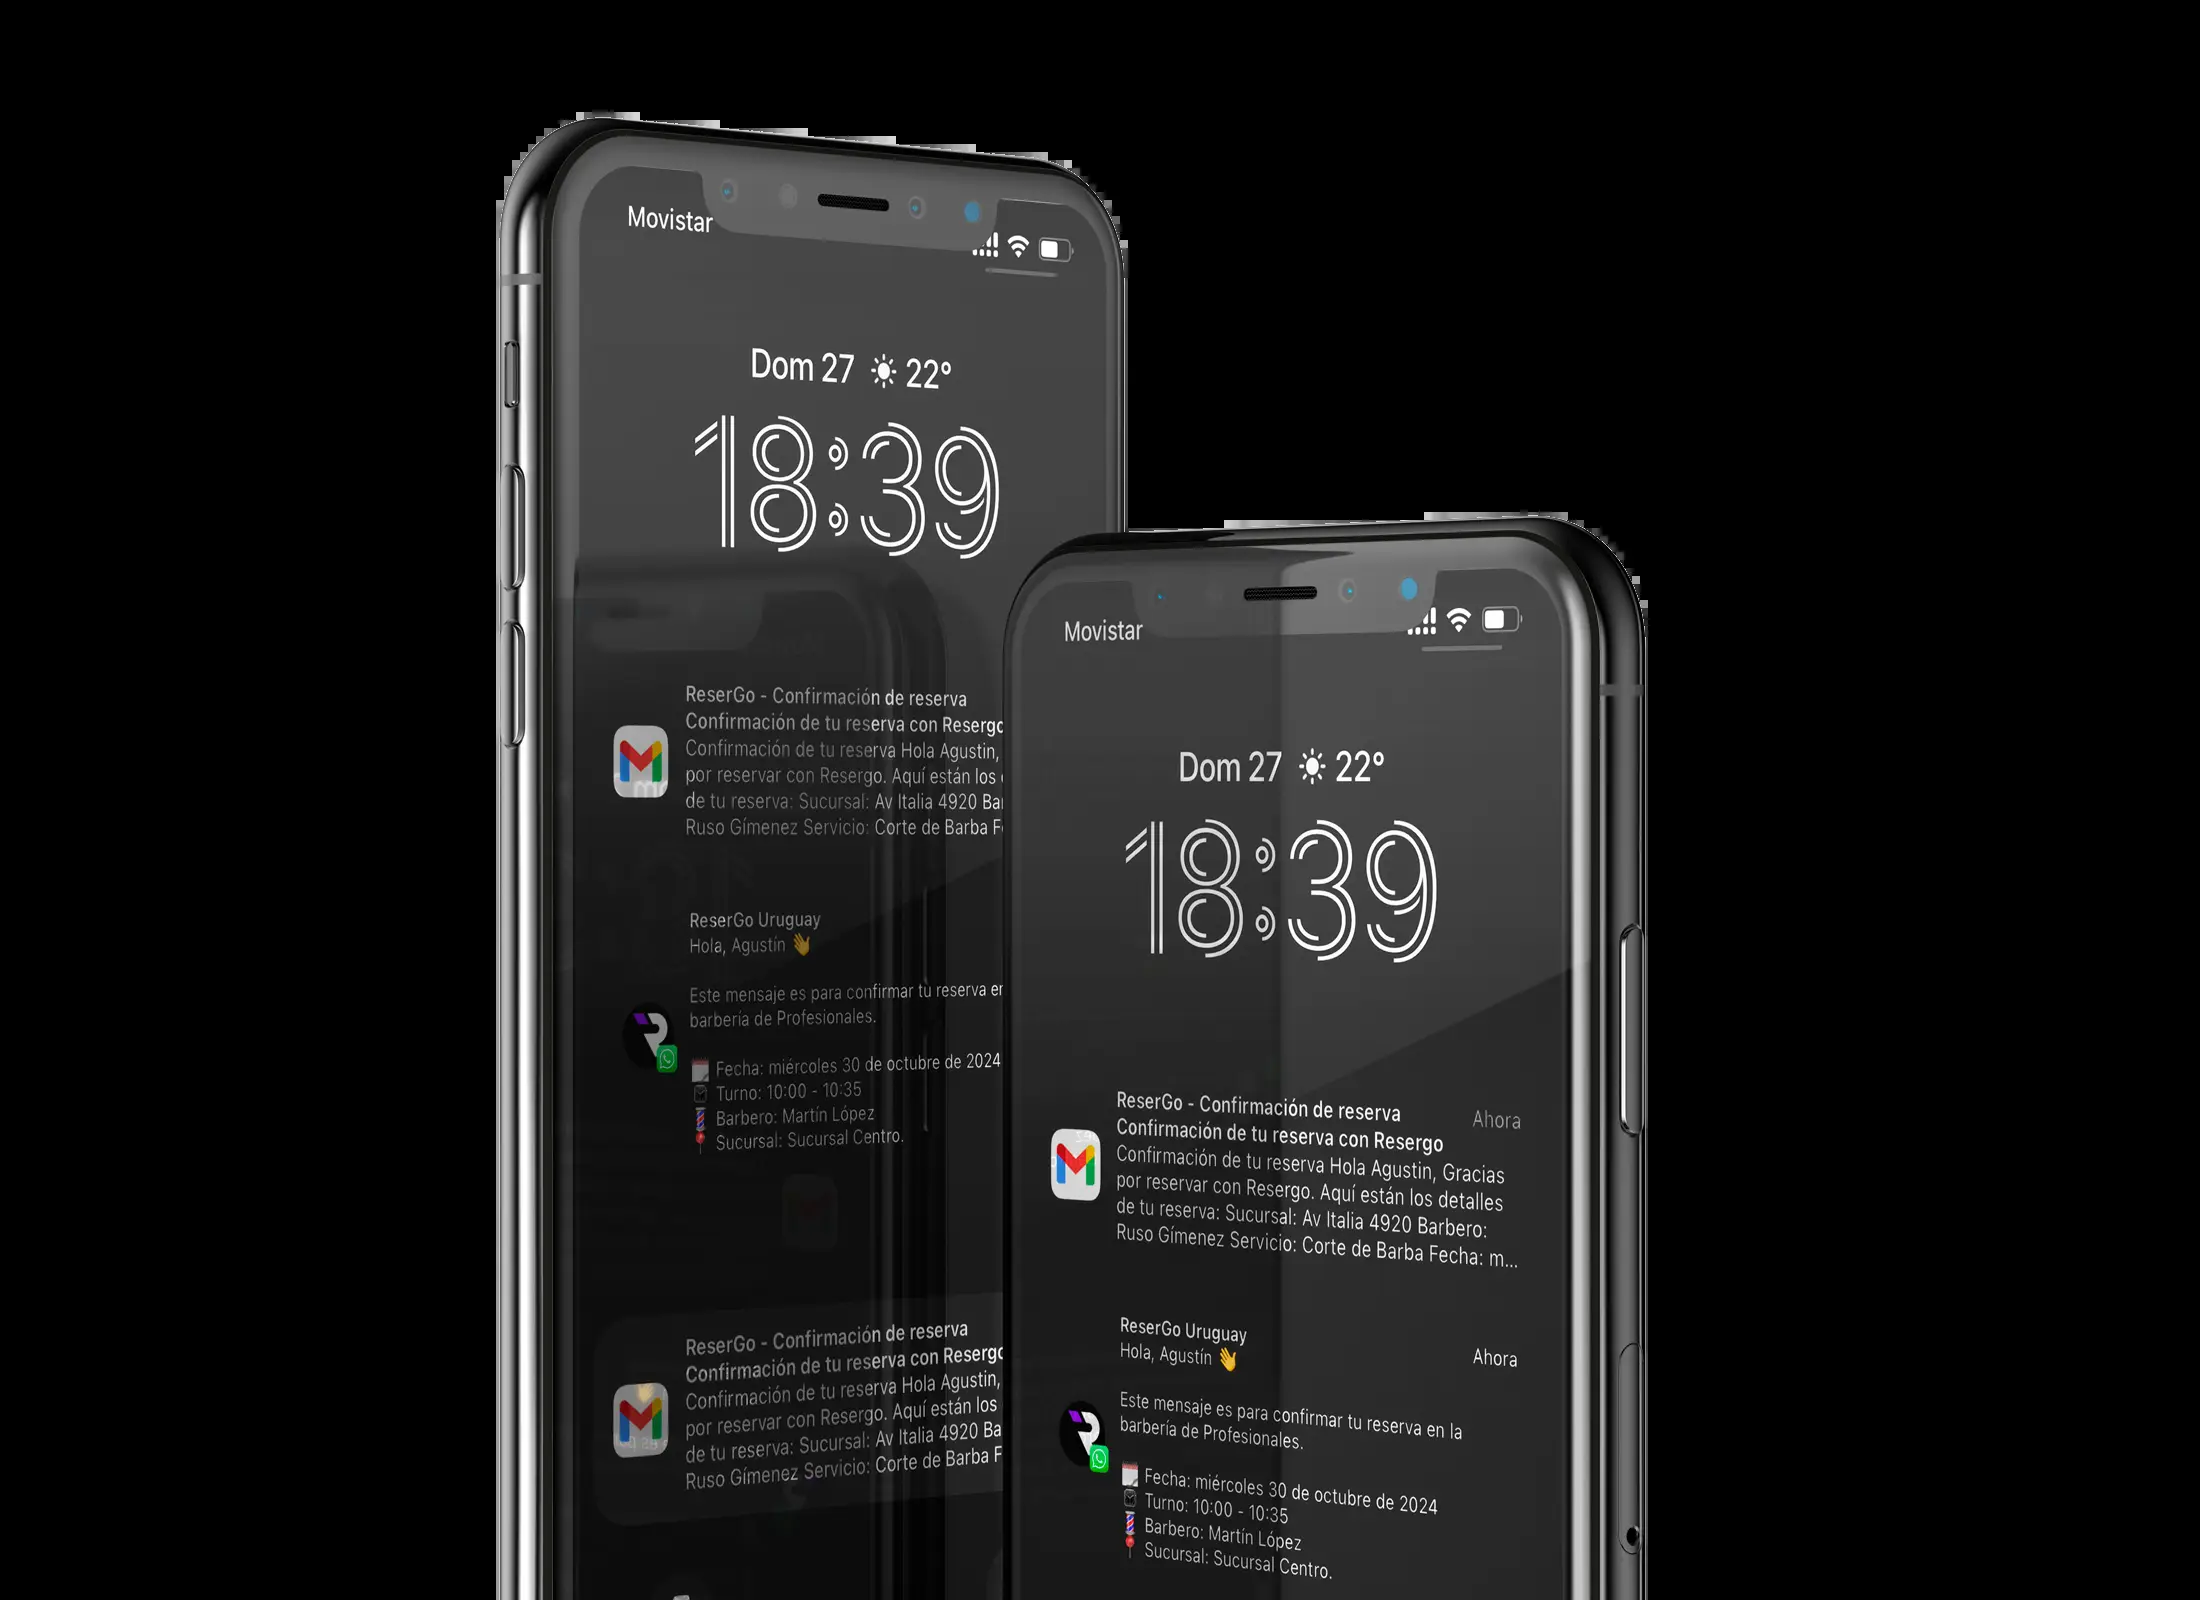 Movistar
Dom 27 22°
18:39
ReserGo - Confirmación de reserva
Confirmación de tu reserva con Resergo
Confirmación de tu reserva Hola Agustin,
por reservar con Resergo. Aquí están los
de tu reserva: Sucursal: Av Italia 4920 Ba
Ruso Gímenez Servicio: Corte de Barba F
ReserGo Uruguay
Hola, Agustín 👋
Este mensaje es para confirmar tu reserva en
barbería de Profesionales.
Fecha: miércoles 30 de octubre de 2024
Turno: 10:00 - 10:35
💈 Barbero: Martín López
📍 Sucursal: Sucursal Centro.
ReserGo - Confirmación de reserva
Confirmación de tu reserva con Resergo
Confirmación de tu reserva Hola Agustin,
por reservar con Resergo. Aquí están los
de tu reserva: Sucursal: Av Italia 4920 Ba
Ruso Gímenez Servicio: Corte de Barba F
Movistar
Dom 27 22°
18:39
ReserGo - Confirmación de reserva Ahora
Confirmación de tu reserva con Resergo
Confirmación de tu reserva Hola Agustin, Gracias
por reservar con Resergo. Aquí están los detalles
de tu reserva: Sucursal: Av Italia 4920 Barbero:
Ruso Gímenez Servicio: Corte de Barba Fecha: m...
ReserGo Uruguay Ahora
Hola, Agustín 👋
Este mensaje es para confirmar tu reserva en la
barbería de Profesionales.
Fecha: miércoles 30 de octubre de 2024
Turno: 10:00 - 10:35
💈 Barbero: Martín López
📍 Sucursal: Sucursal Centro.